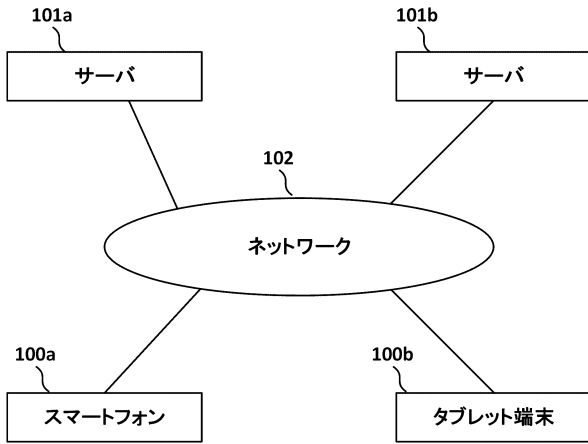 101a
101b
サーバ
サーバ
102
ネットワーク
100a
100b
スマートフォン
タブレット端末